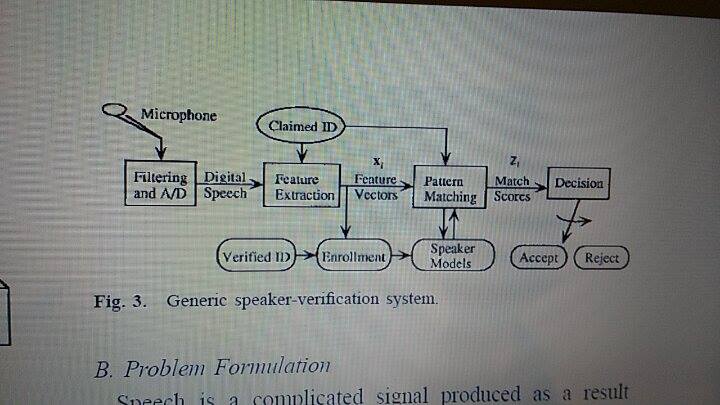 Microphone
Claimed ID
Filtering
and A/D
Digital
Speech
Feature
Extraction
Xi
Feature
Vectors
Pattern
Matching
Zi
Match
Scores
Decision
Verified ID
Enrollment
Speaker
Models
Accept
Reject
Fig. 3. Generic speaker-verification system.
B. Problem Formulation
Speech is a complicated signal produced as a result